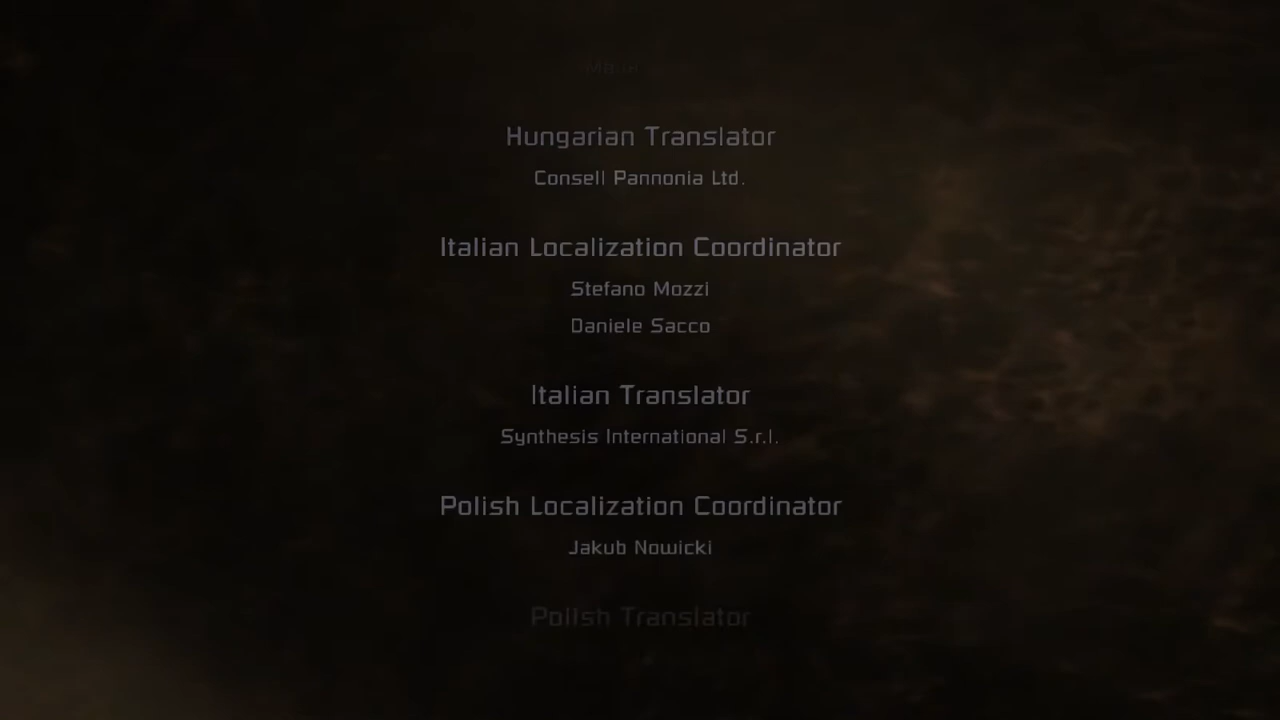 Hungarian Translator
Consell Pannonia Ltd.
Italian Localization Coordinator
Stefano Mozzi
Daniele Sacco
Italian Translator
Synthesis International S.r.l.
Polish Localization Coordinator
Jakub Nowicki
Polish Translator